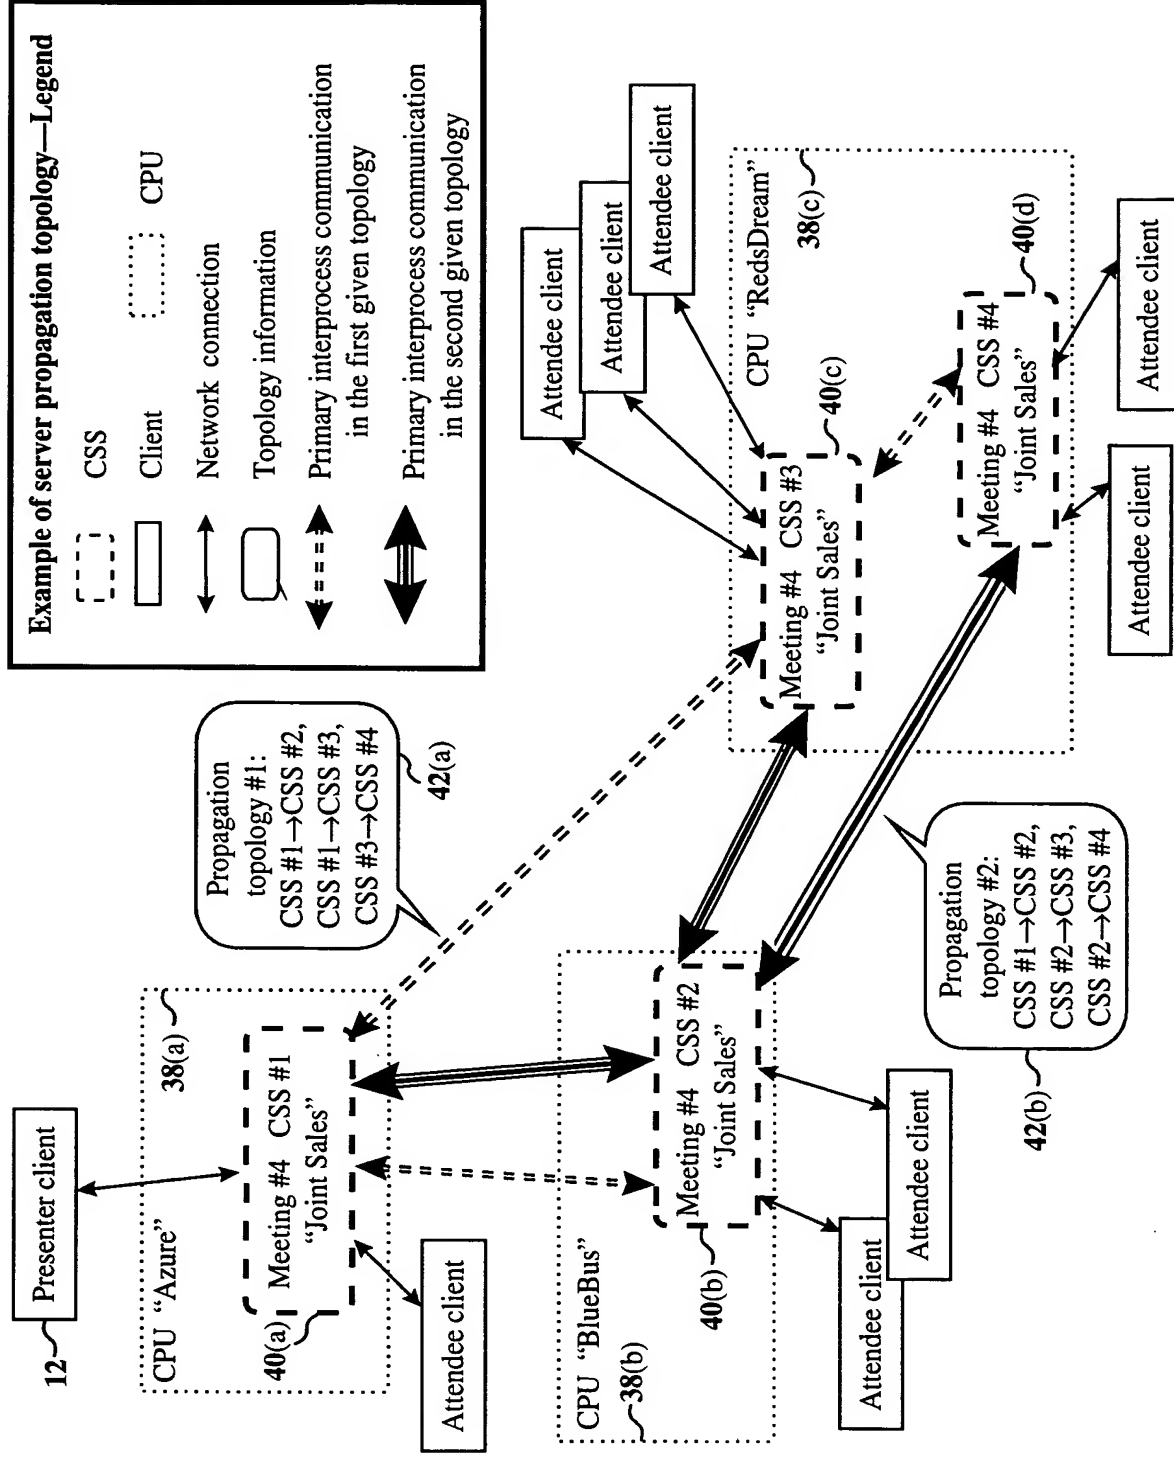 Example of server propagation topology—Legend
CSS
Client
CPU
Network connection
Topology information
Primary interprocess communication
in the first given topology
Primary interprocess communication
in the second given topology
12
Presenter client
CPU “Azure”
38(a)
Meeting #4 CSS #1
“Joint Sales”
40(a)
Attendee client
Propagation
topology #1:
CSS #1→CSS #2,
CSS #1→CSS #3,
CSS #3→CSS #4
42(a)
CPU “BlueBus”
38(b)
Meeting #4 CSS #2
“Joint Sales”
40(b)
Attendee client
Attendee client
Attendee client
Attendee client
Attendee client
CPU “RedsDream”
38(c)
Meeting #4 CSS #3
“Joint Sales”
40(c)
Meeting #4 CSS #4
“Joint Sales”
40(d)
Attendee client
Attendee client
Propagation
topology #2:
CSS #1→CSS #2,
CSS #2→CSS #3,
CSS #2→CSS #4
42(b)